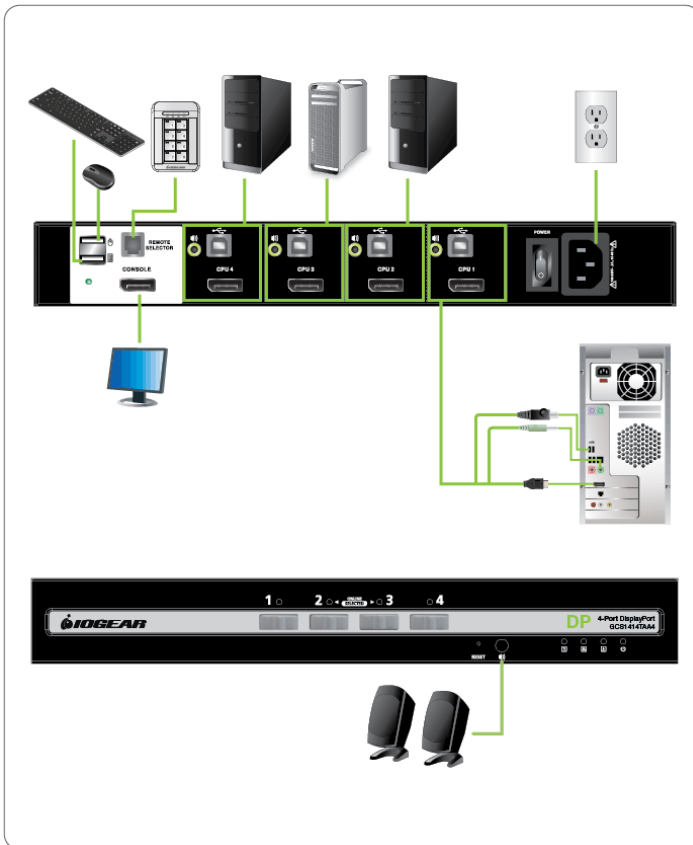 REMOTE
SELECTOR
CONSOLE
CPU 4
CPU 3
CPU 2
CPU 1
POWER
1
2
ONLINE
SELECTED
3
4
IOGEAR
DP
4-Port DisplayPort
GCS1414TAA4
RESET